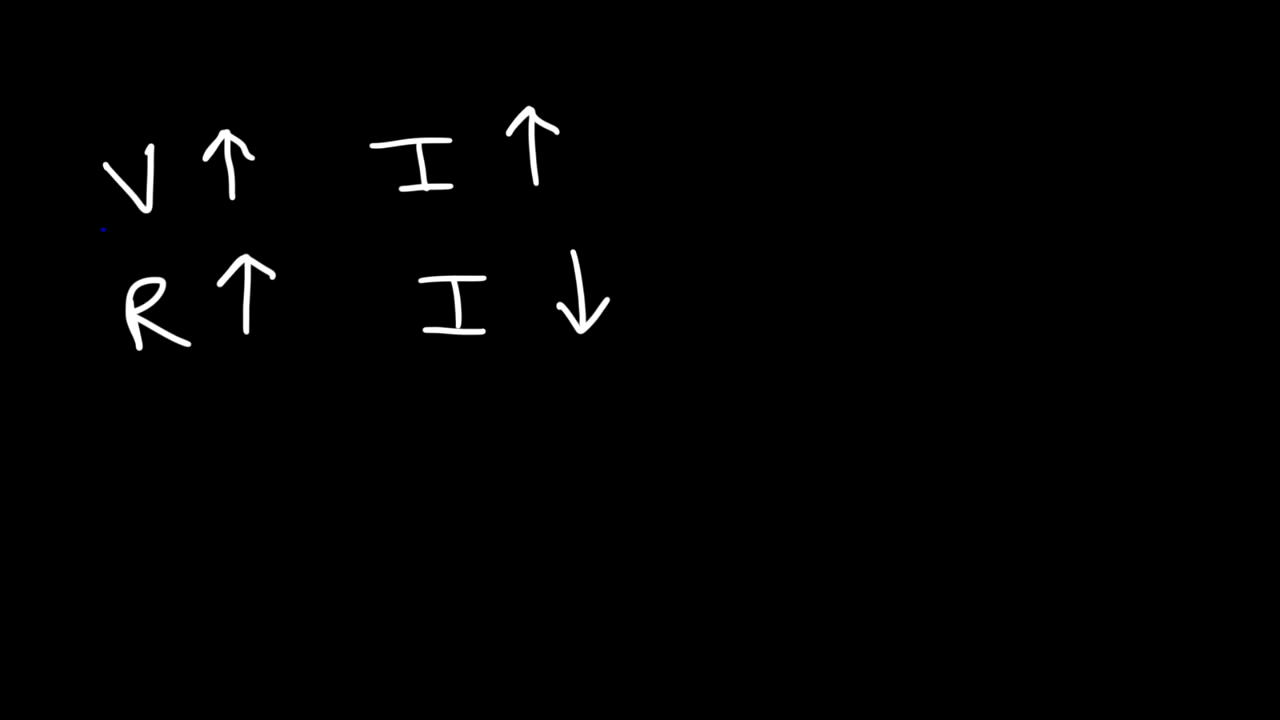 V ↑ I ↑
R ↑ I ↓